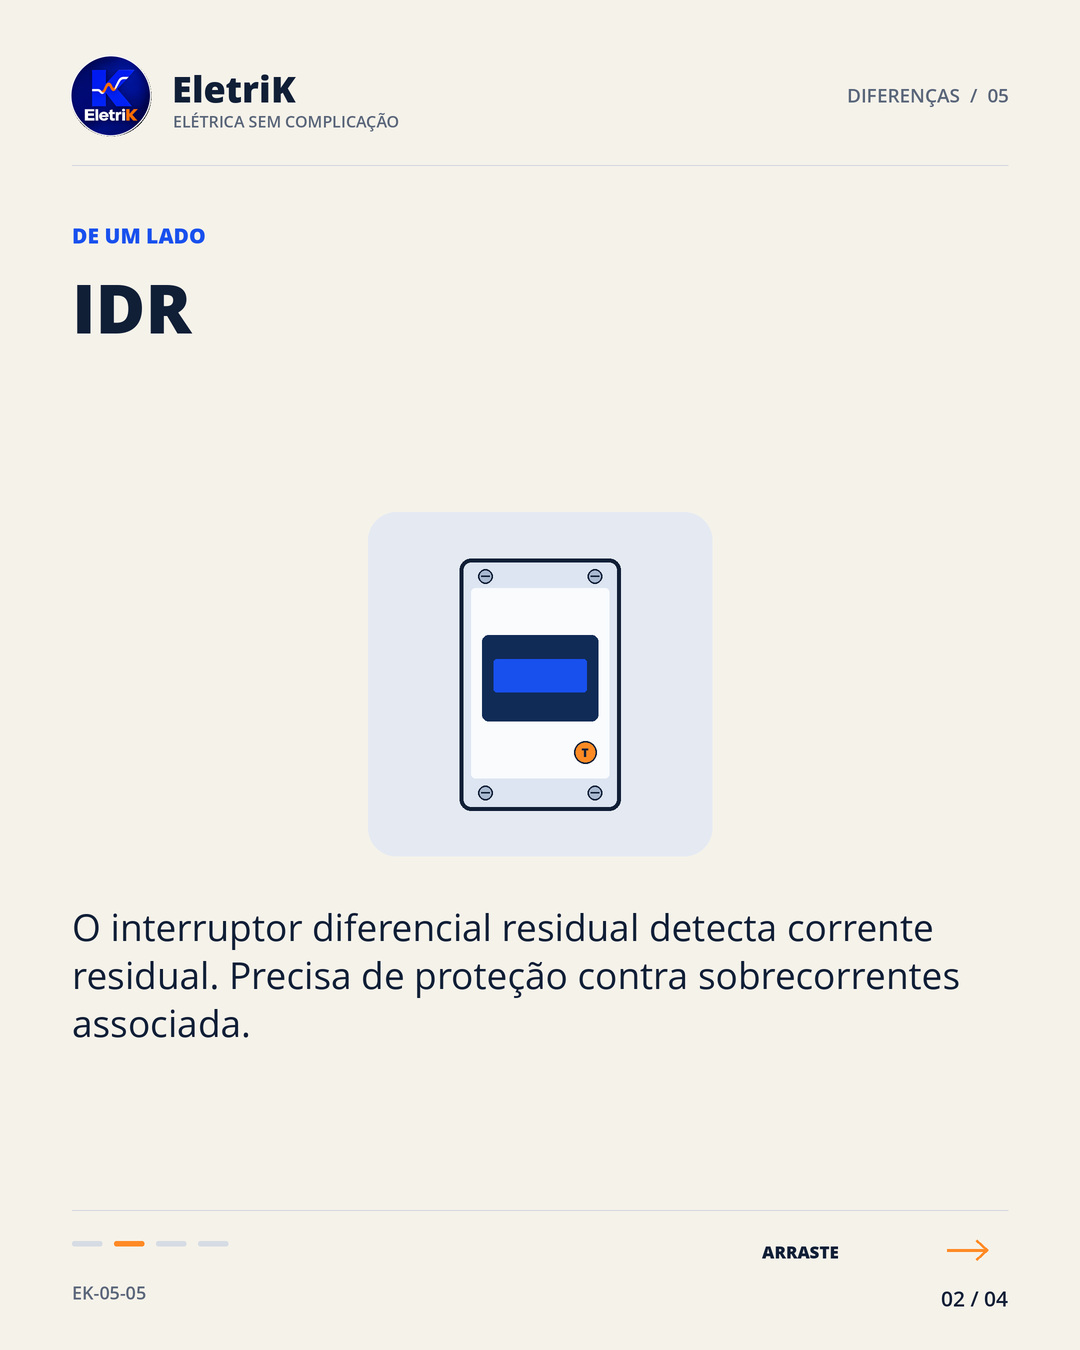 EletriK
EletriK
ELÉTRICA SEM COMPLICAÇÃO
DIFERENÇAS / 05
DE UM LADO
IDR
T
O interruptor diferencial residual detecta corrente
residual. Precisa de proteção contra sobrecorrentes
associada.
ARRASTE
EK-05-05
02 / 04